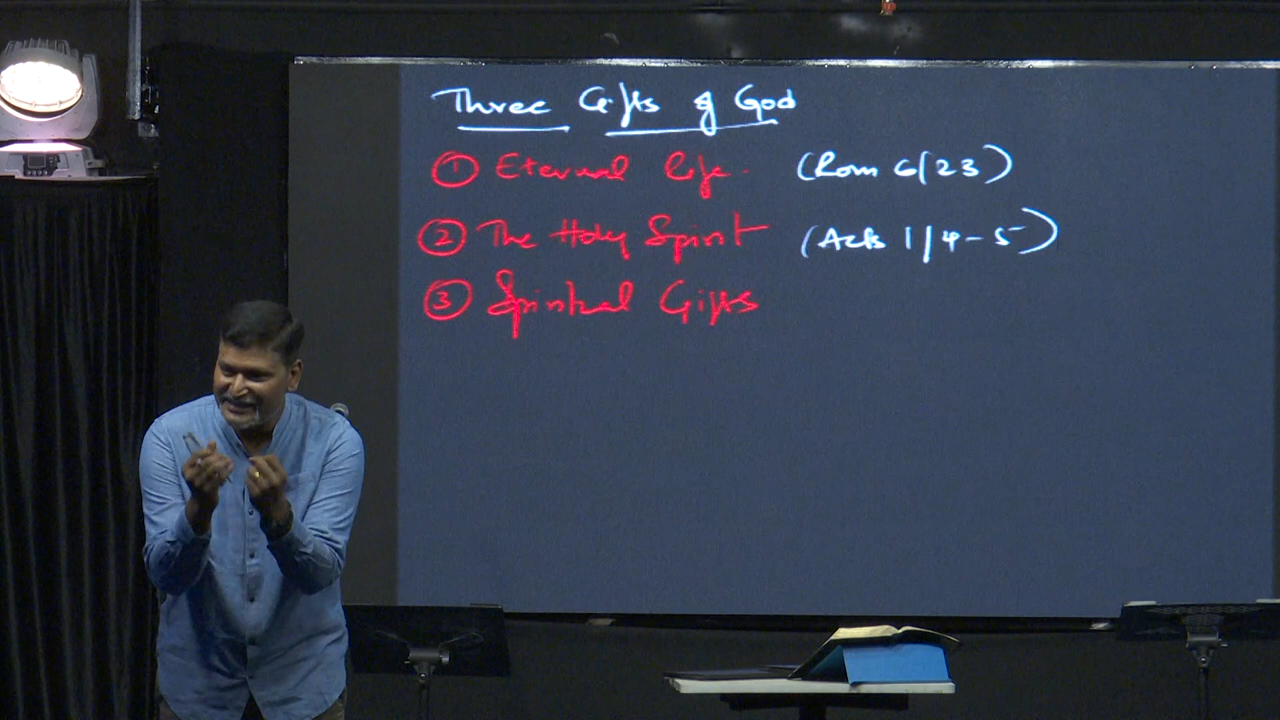 Three Gifts of God
① Eternal life. (Rom 6/23)
② The Holy Spirit (Acts 1/4-5)
③ Spiritual Gifts